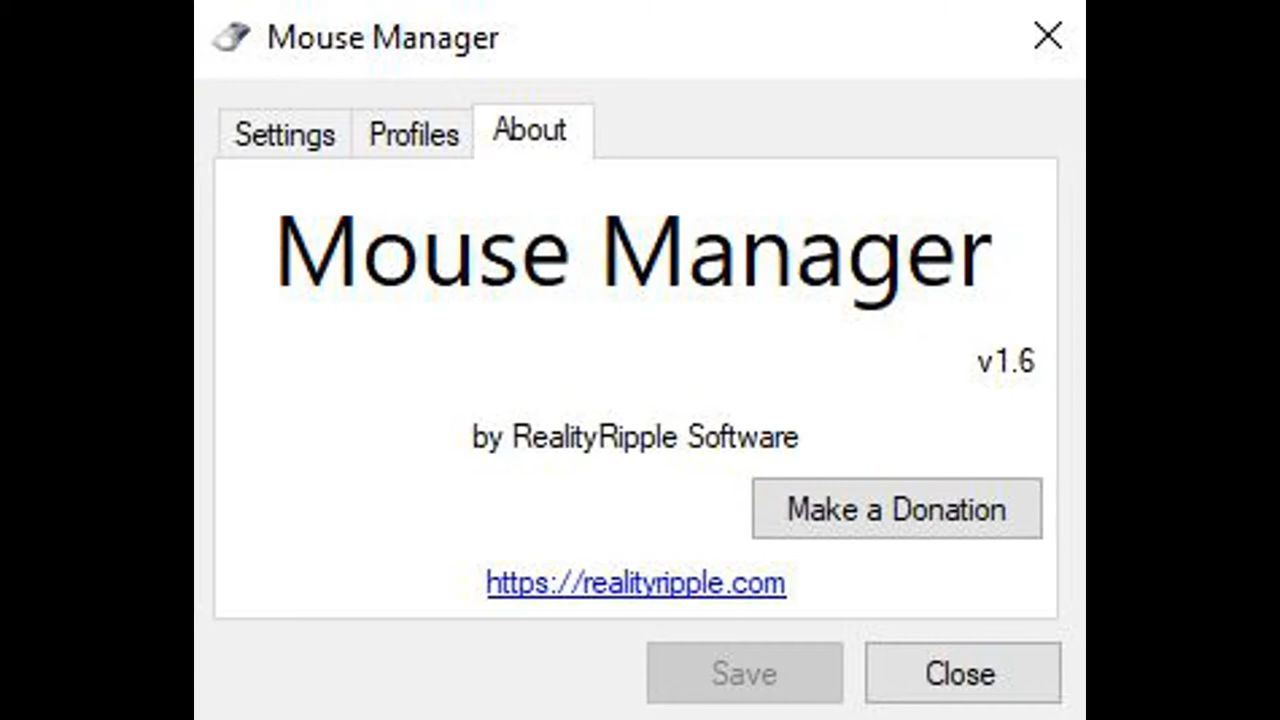 Mouse Manager
Settings Profiles About
Mouse Manager
v1.6
by RealityRipple Software
Make a Donation
https://realityripple.com
Save Close